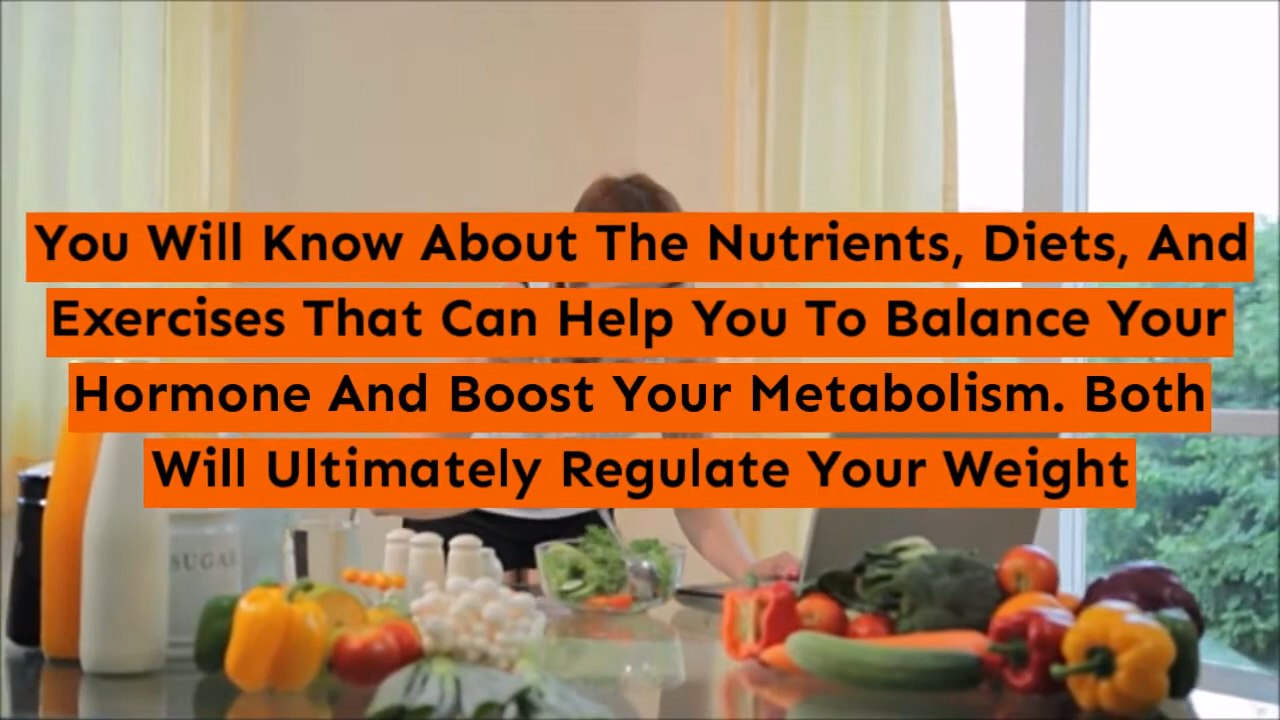 You Will Know About The Nutrients, Diets, And
Exercises That Can Help You To Balance Your
Hormone And Boost Your Metabolism. Both
Will Ultimately Regulate Your Weight
SUGAR